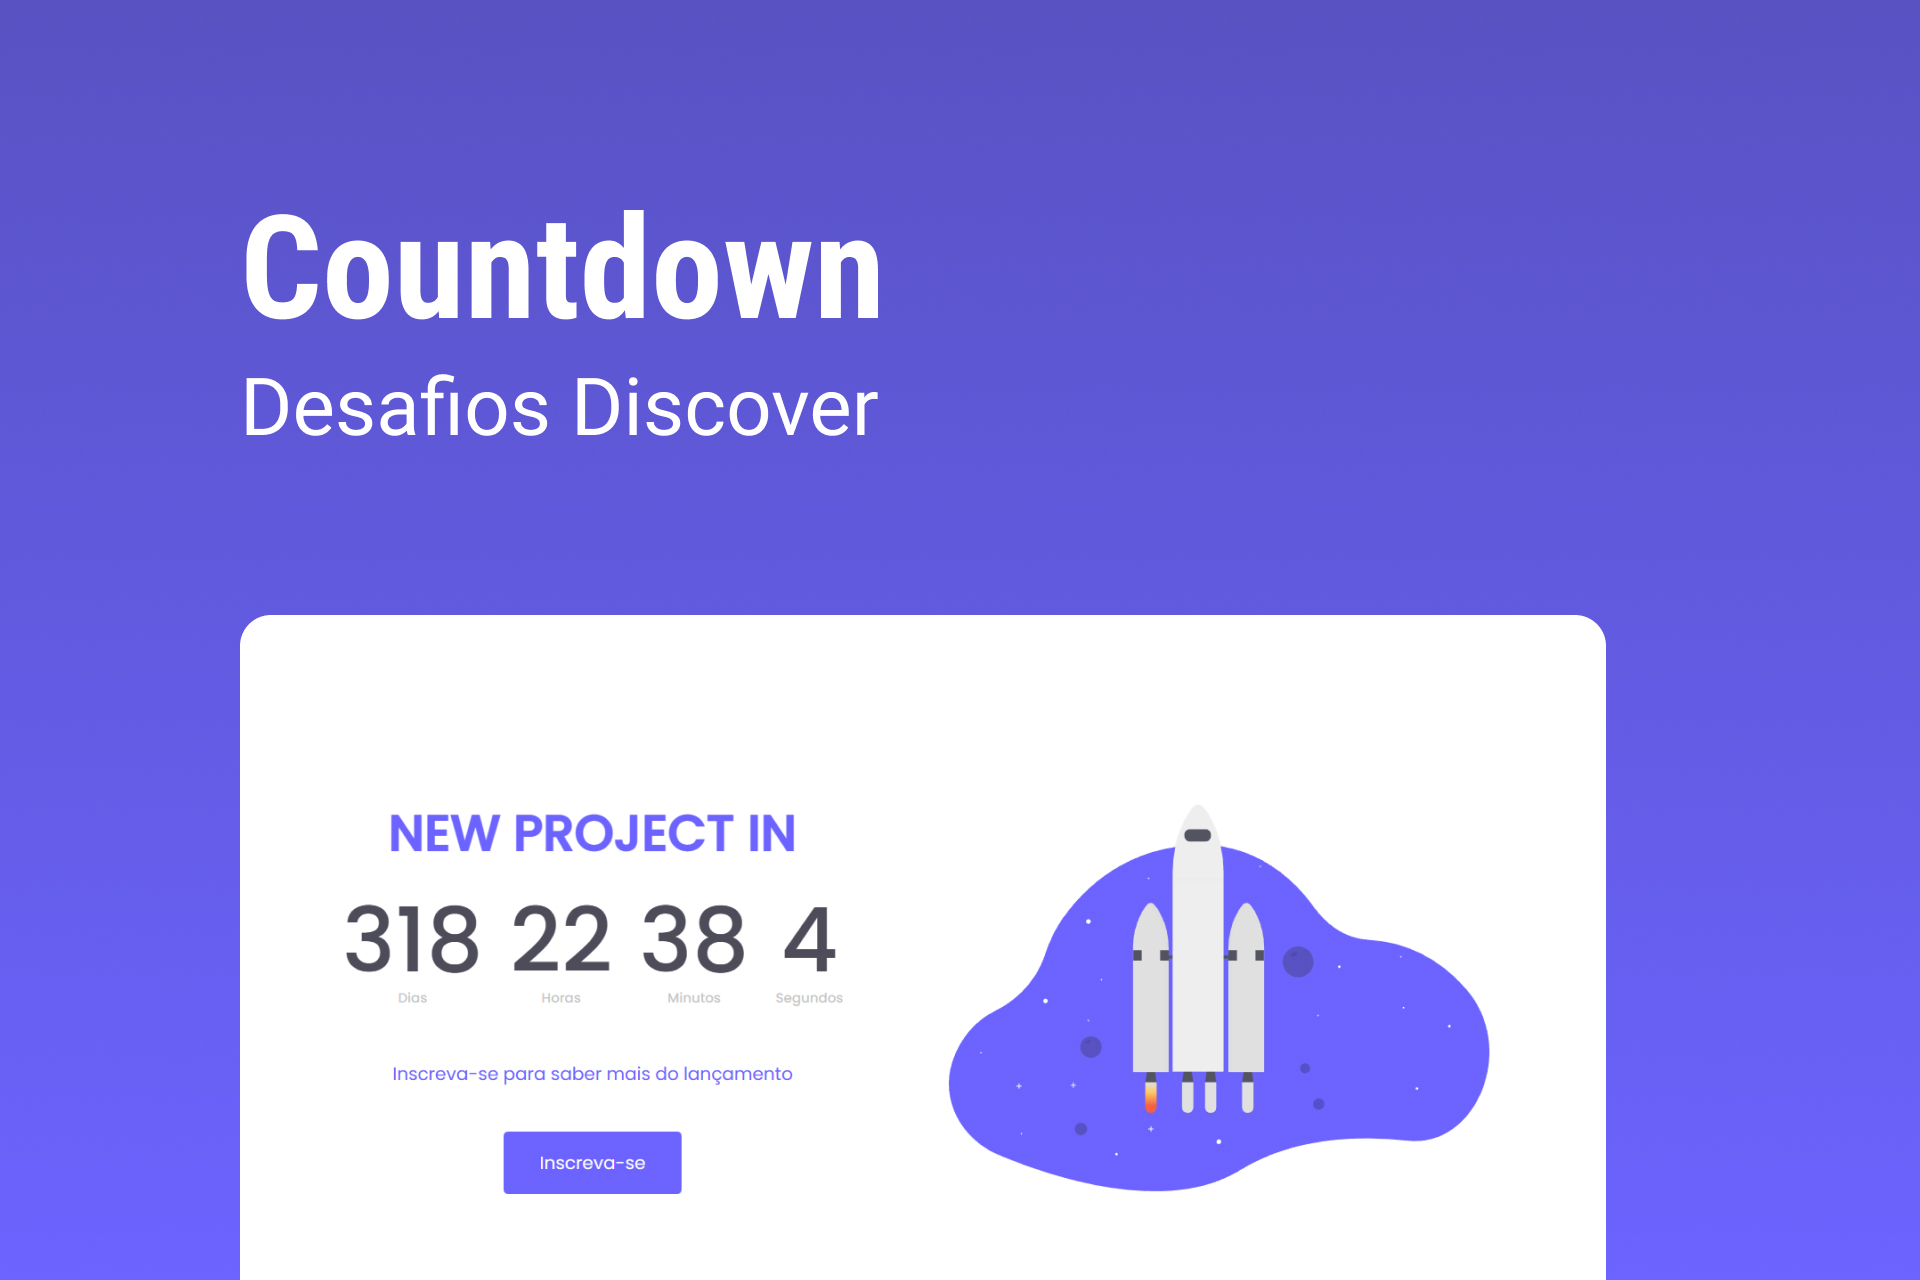 Countdown
Desafios Discover
NEW PROJECT IN
318 22 38 4
Dias Horas Minutos Segundos
Inscreva-se para saber mais do lançamento
Inscreva-se